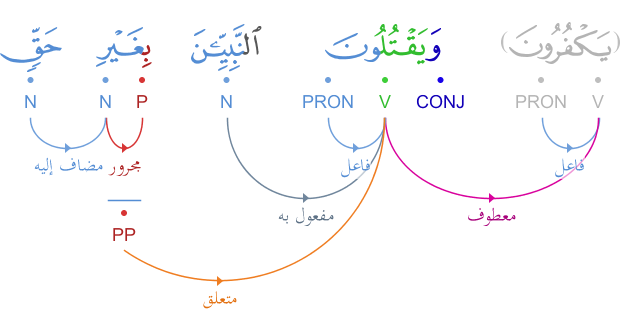 (يَكْفُرُونَ) وَيَقْتُلُونَ ٱلنَّبِيِّـۧنَ بِغَيْرِ حَقٍّ
N N P N PRON V CONJ PRON V
مضاف إليه مجرور فاعل فاعل
مفعول به معطوف
PP
متعلق